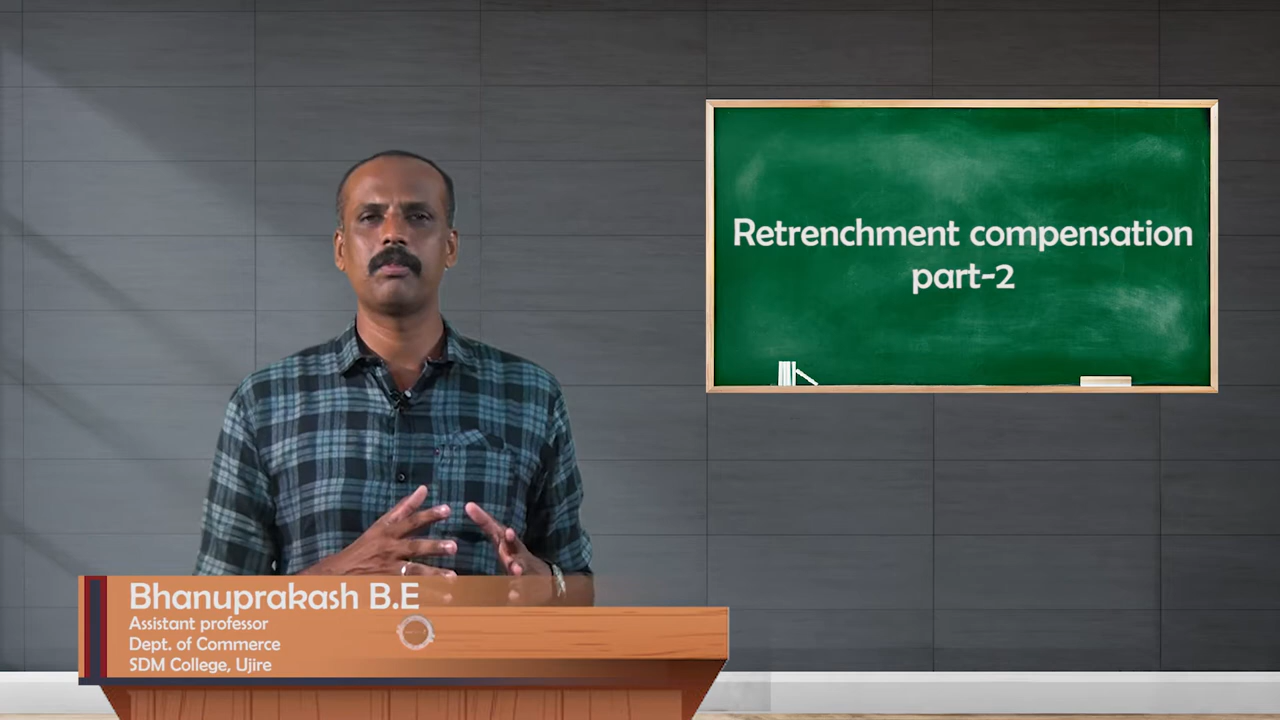 Retrenchment compensation
part-2
Bhanuprakash B.E
Assistant professor
Dept. of Commerce
SDM College, Ujire